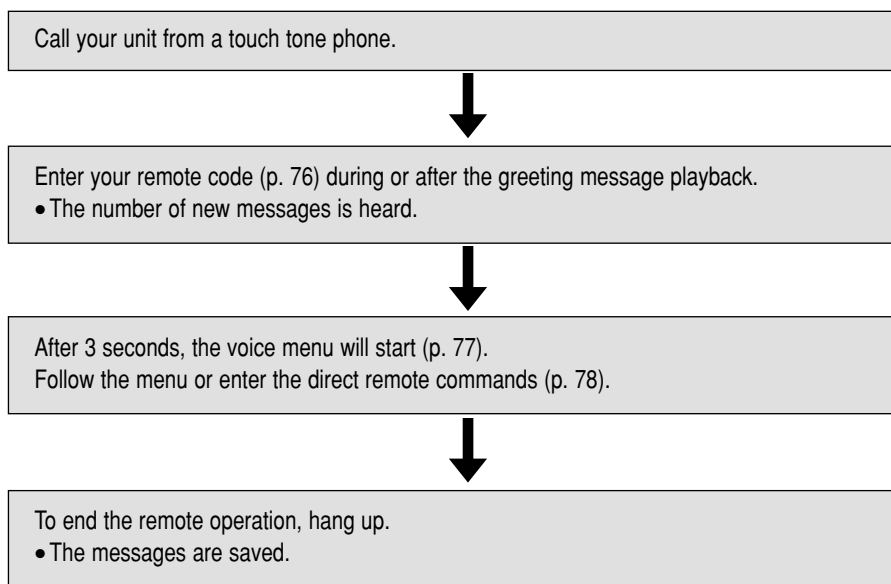 Call your unit from a touch tone phone.
Enter your remote code (p. 76) during or after the greeting message playback.
•The number of new messages is heard.
After 3 seconds, the voice menu will start (p. 77).
Follow the menu or enter the direct remote commands (p. 78).
To end the remote operation, hang up.
•The messages are saved.